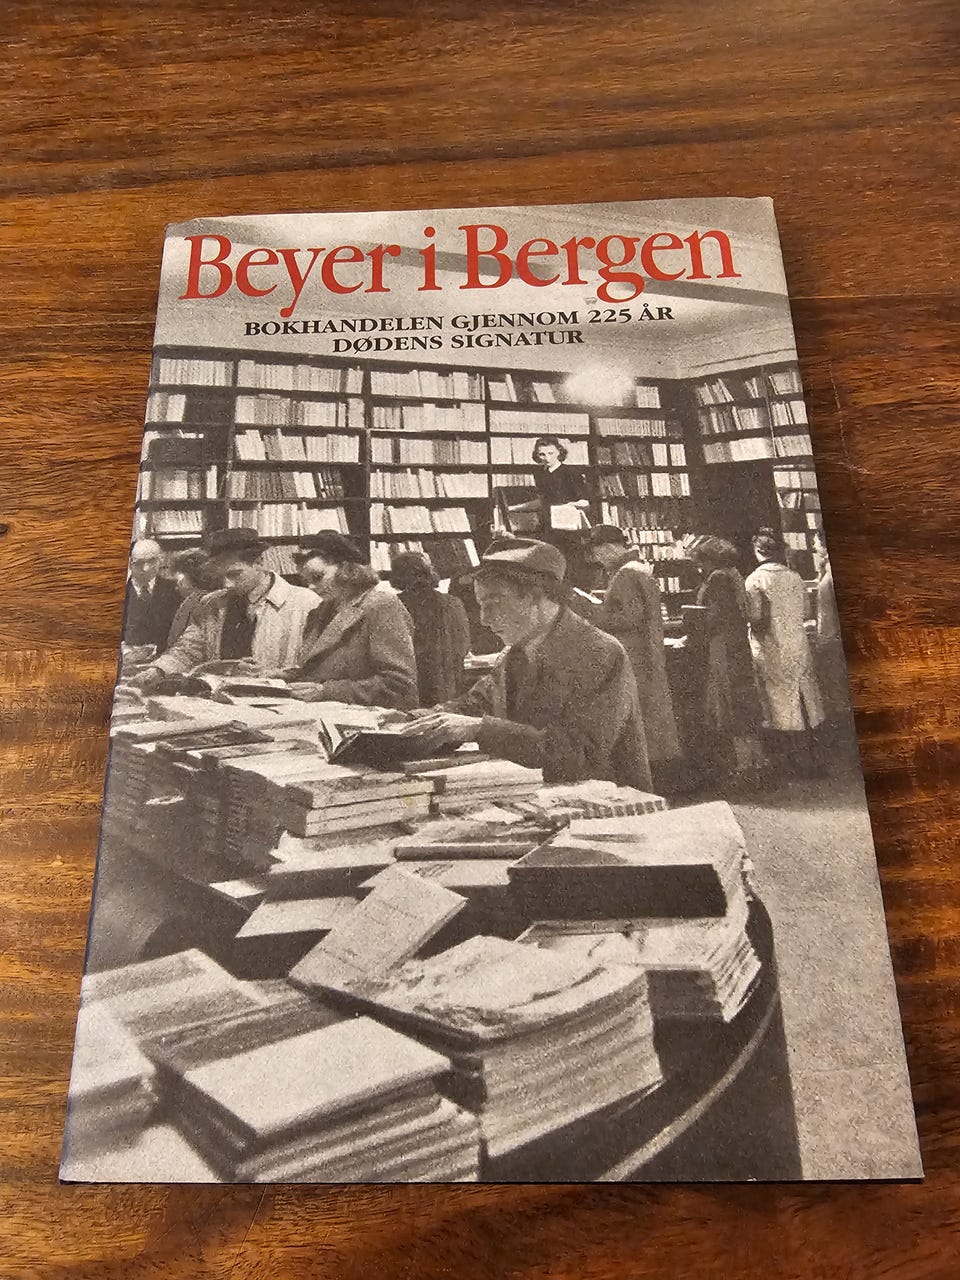 Beyer i Bergen
BOKHANDELEN GJENNOM 225 ÅR
DØDENS SIGNATUR